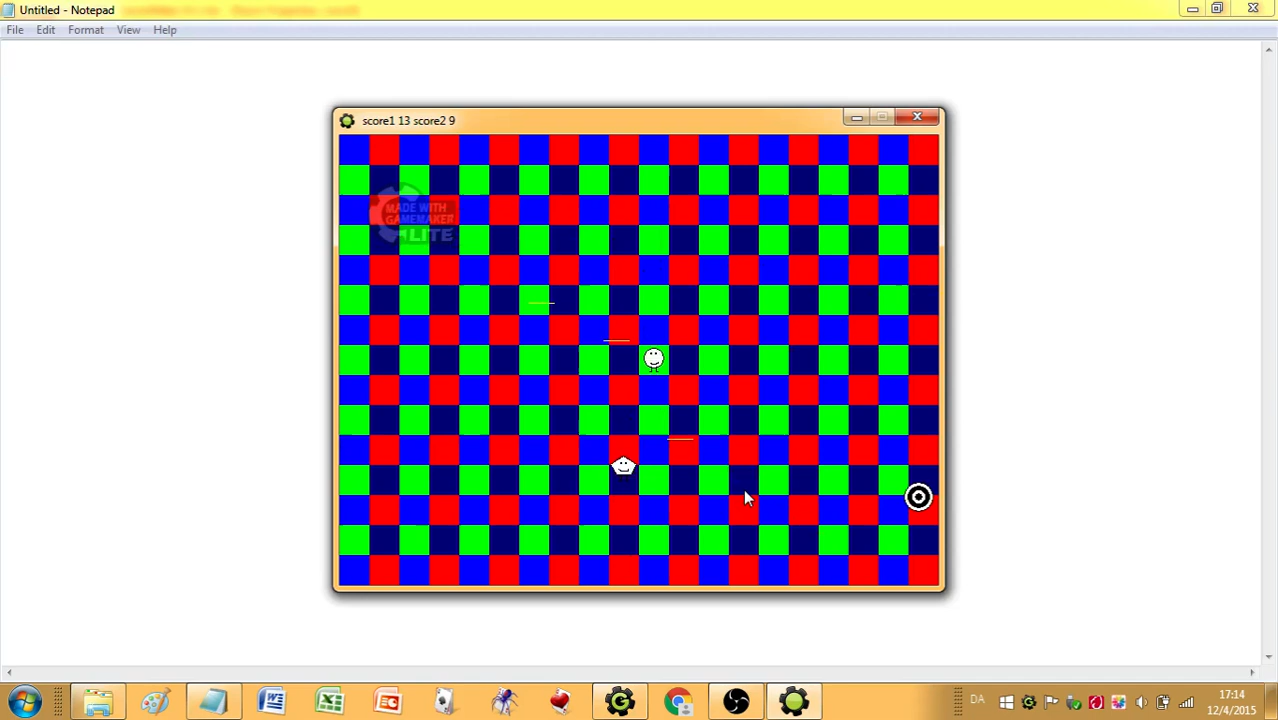 Untitled - Notepad
File Edit Format View Help
score1 13 score2 9
MADE WITH
GAMEMAKER
LITE
DA
17:14
12/4/2015